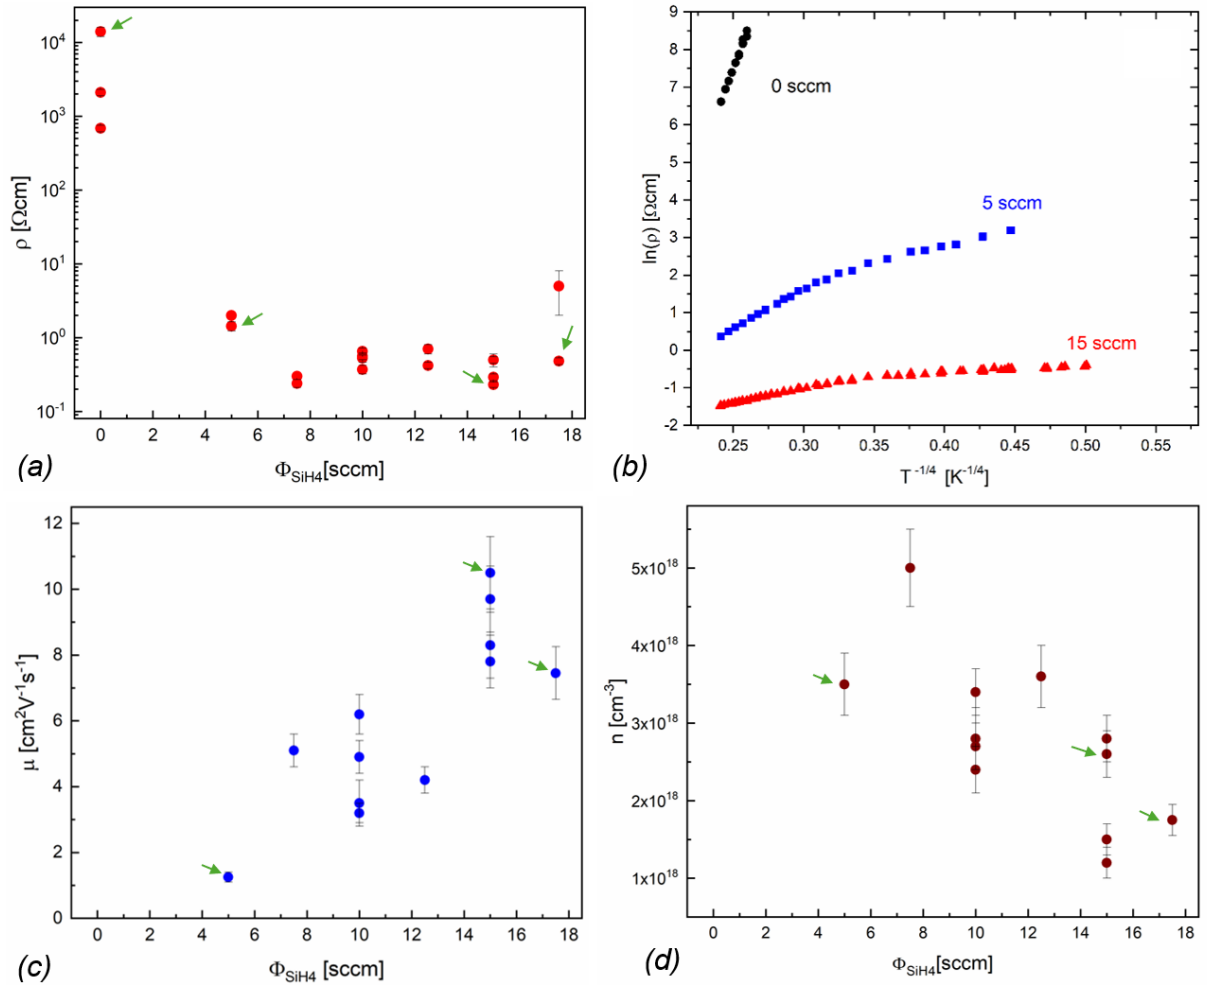 10⁴
10³
10²
10¹
10⁰
10⁻¹
ρ [Ωcm]
0 2 4 6 8 10 12 14 16 18
Φ_SiH4[sccm]
(a)
9
8
7
6
5
4
3
2
1
0
-1
-2
ln(ρ) [Ωcm]
0 sccm
5 sccm
15 sccm
0.25 0.30 0.35 0.40 0.45 0.50 0.55
T⁻¹/⁴ [K⁻¹/⁴]
(b)
12
10
8
6
4
2
0
μ [cm²V⁻¹s⁻¹]
0 2 4 6 8 10 12 14 16 18
Φ_SiH4 [sccm]
(c)
5x10¹⁸
4x10¹⁸
3x10¹⁸
2x10¹⁸
1x10¹⁸
n [cm⁻³]
0 2 4 6 8 10 12 14 16 18
Φ_SiH4[sccm]
(d)